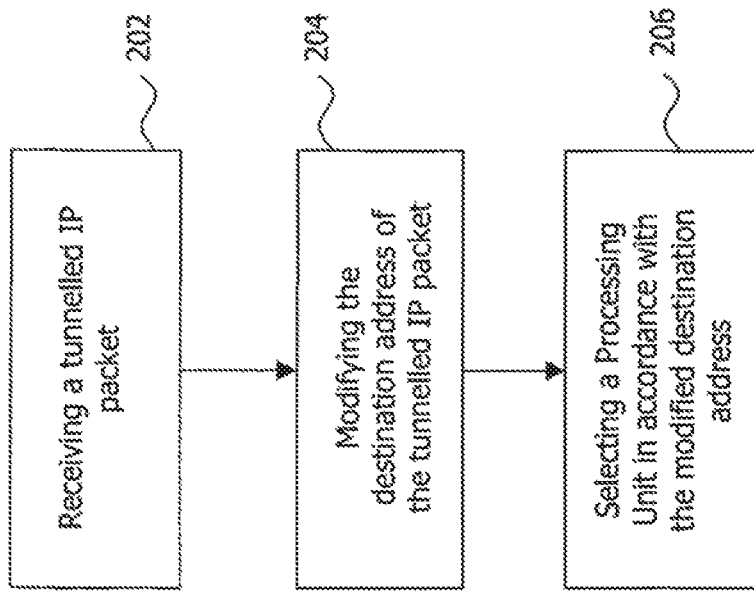 Receiving a tunnelled IP
packet
202
Modifying the
destination address of
the tunnelled IP packet
204
Selecting a Processing
Unit in accordance with
the modified destination
address
206